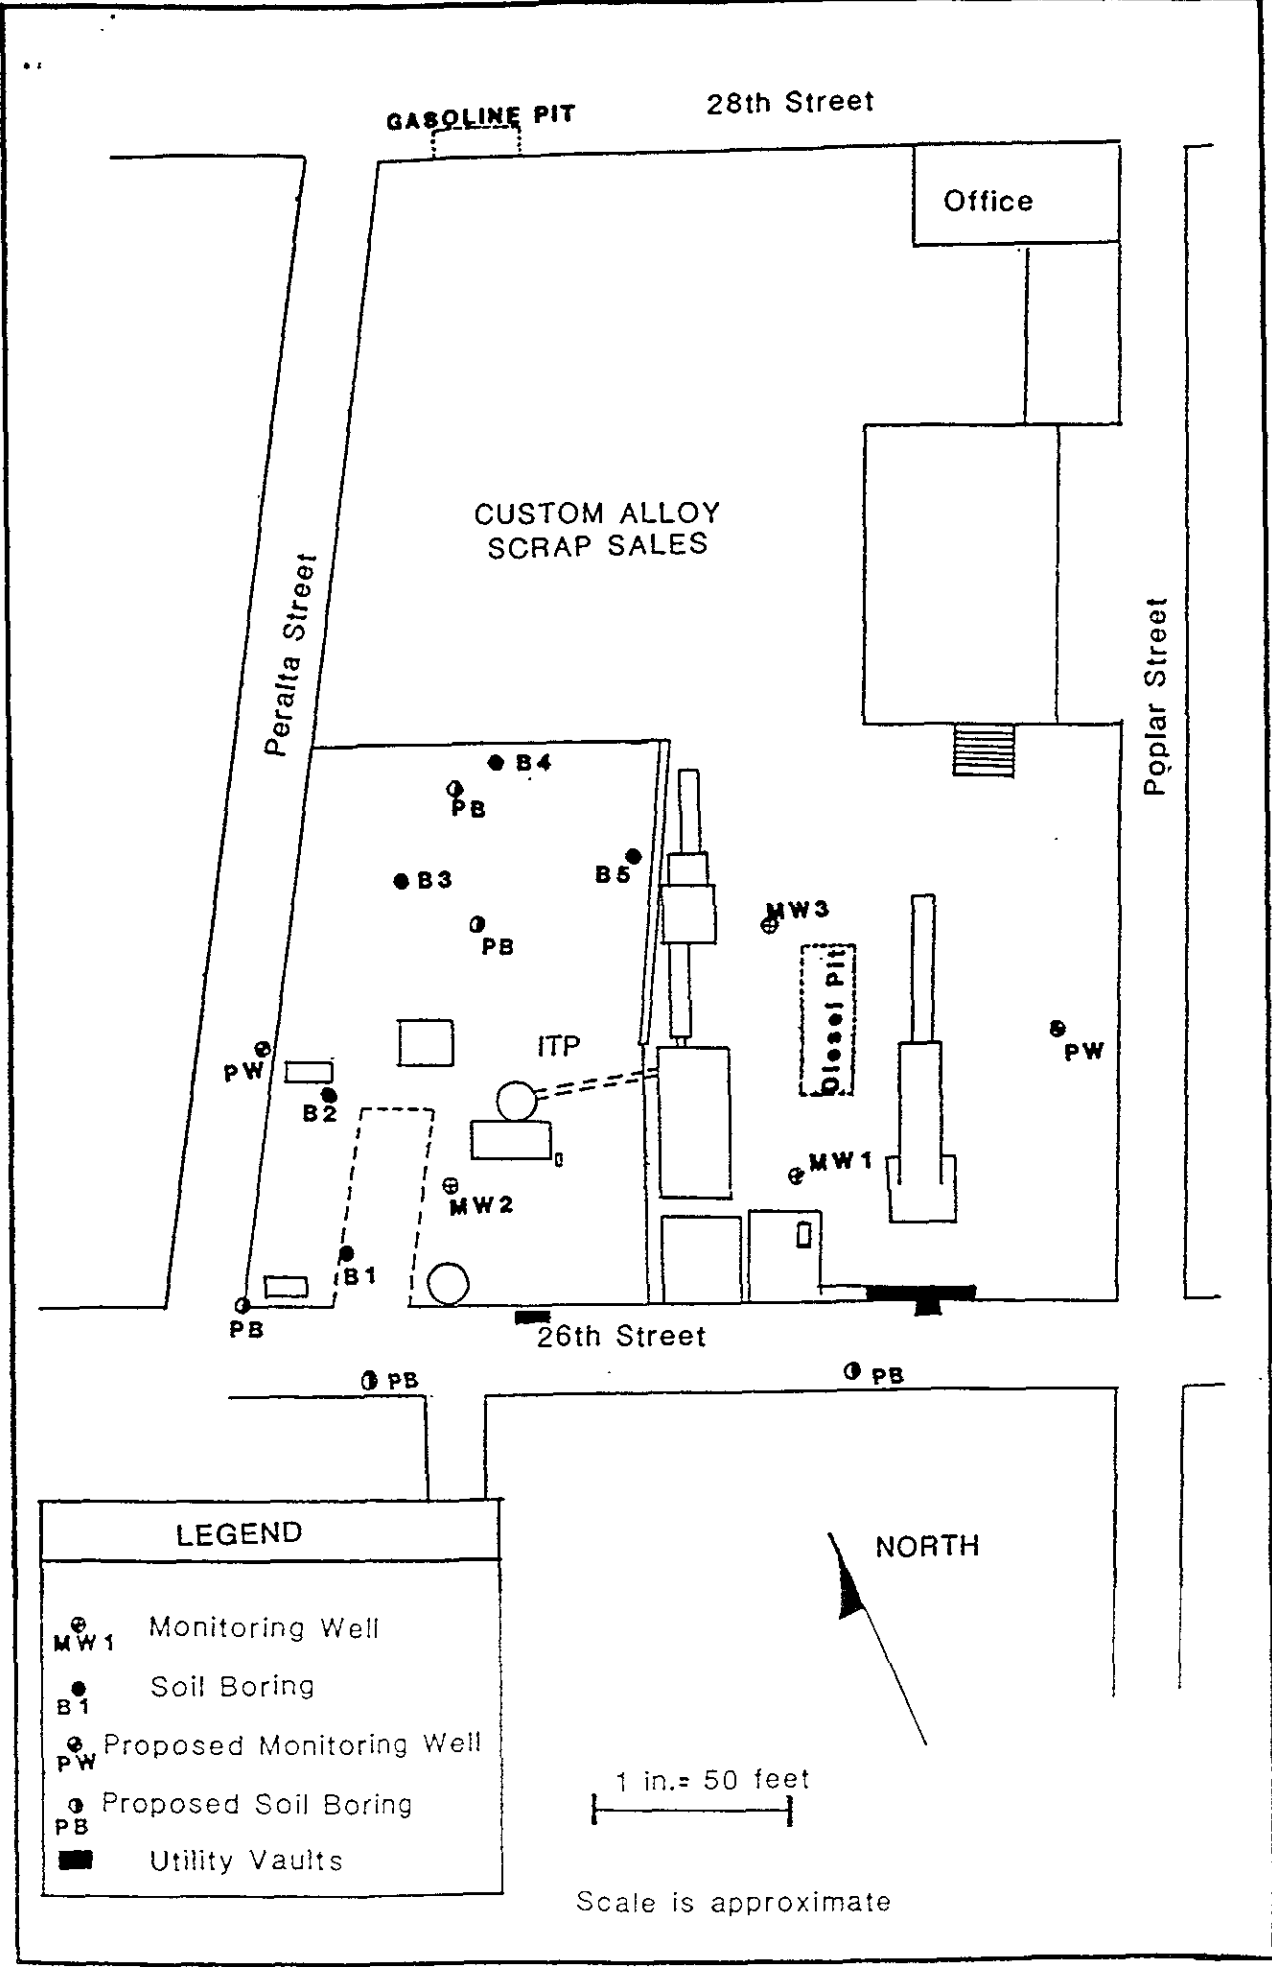 28th Street
GASOLINE PIT
Office
CUSTOM ALLOY
SCRAP SALES
Peralta Street
Poplar Street
B4
PB
B5
B3
MW3
PB
Diesel Pit
ITP
PW
PW
B2
MW1
MW2
B1
PB
26th Street
PB
PB
LEGEND
NORTH
MW1 Monitoring Well
B1 Soil Boring
PW Proposed Monitoring Well
1 in.= 50 feet
PB Proposed Soil Boring
Utility Vaults
Scale is approximate